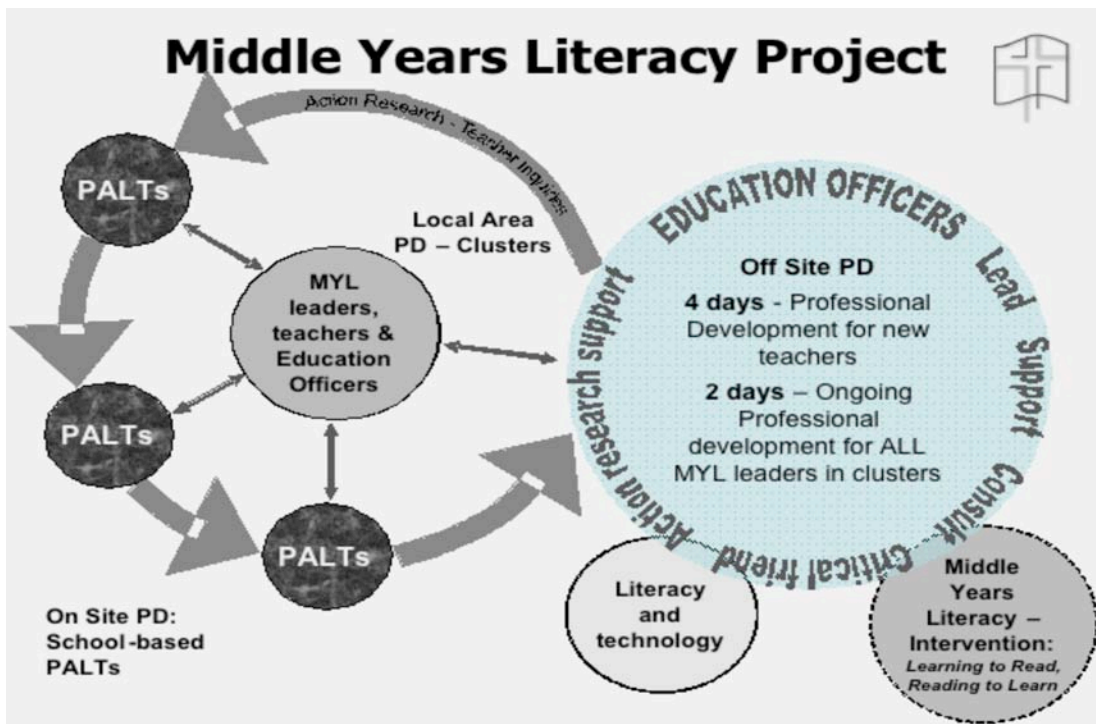 Middle Years Literacy Project
Action Research - Teacher Inquiries
PALTs
Local Area
PD – Clusters
MYL
leaders,
teachers &
Education
Officers
PALTs
PALTs
On Site PD:
School-based
PALTs
EDUCATION OFFICERS
Lead
Support
Consult
Critical friend
Action research support
Off Site PD
4 days - Professional
Development for new
teachers
2 days – Ongoing
Professional
development for ALL
MYL leaders in clusters
Literacy
and
technology
Middle
Years
Literacy –
Intervention:
Learning to Read,
Reading to Learn